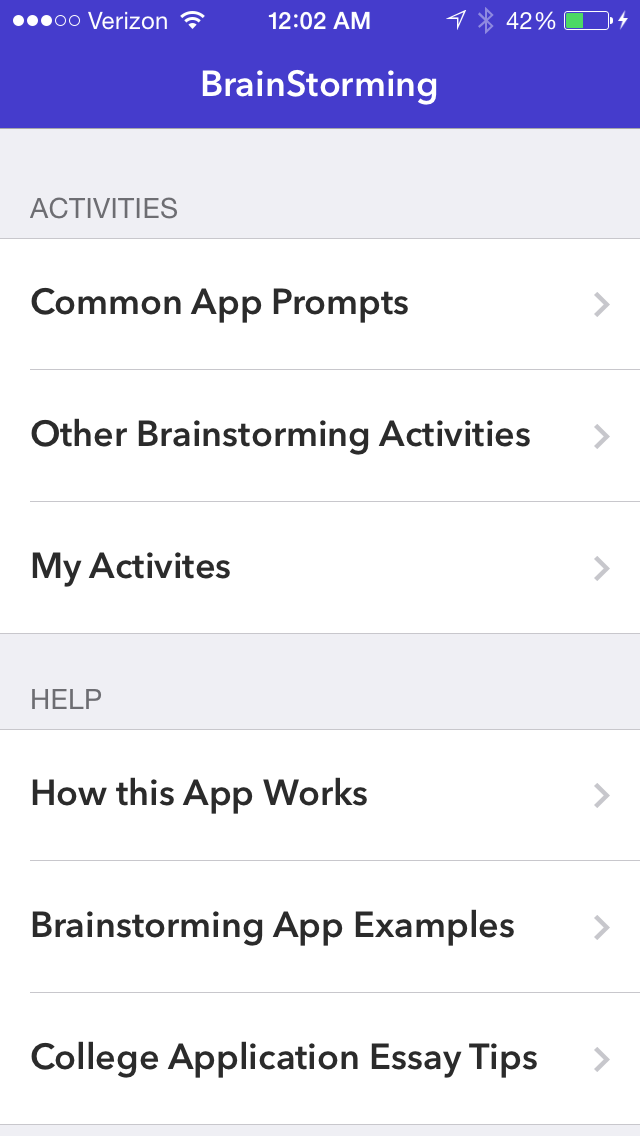 Verizon 12:02 AM 42%
BrainStorming
ACTIVITIES
Common App Prompts
Other Brainstorming Activities
My Activites
HELP
How this App Works
Brainstorming App Examples
College Application Essay Tips